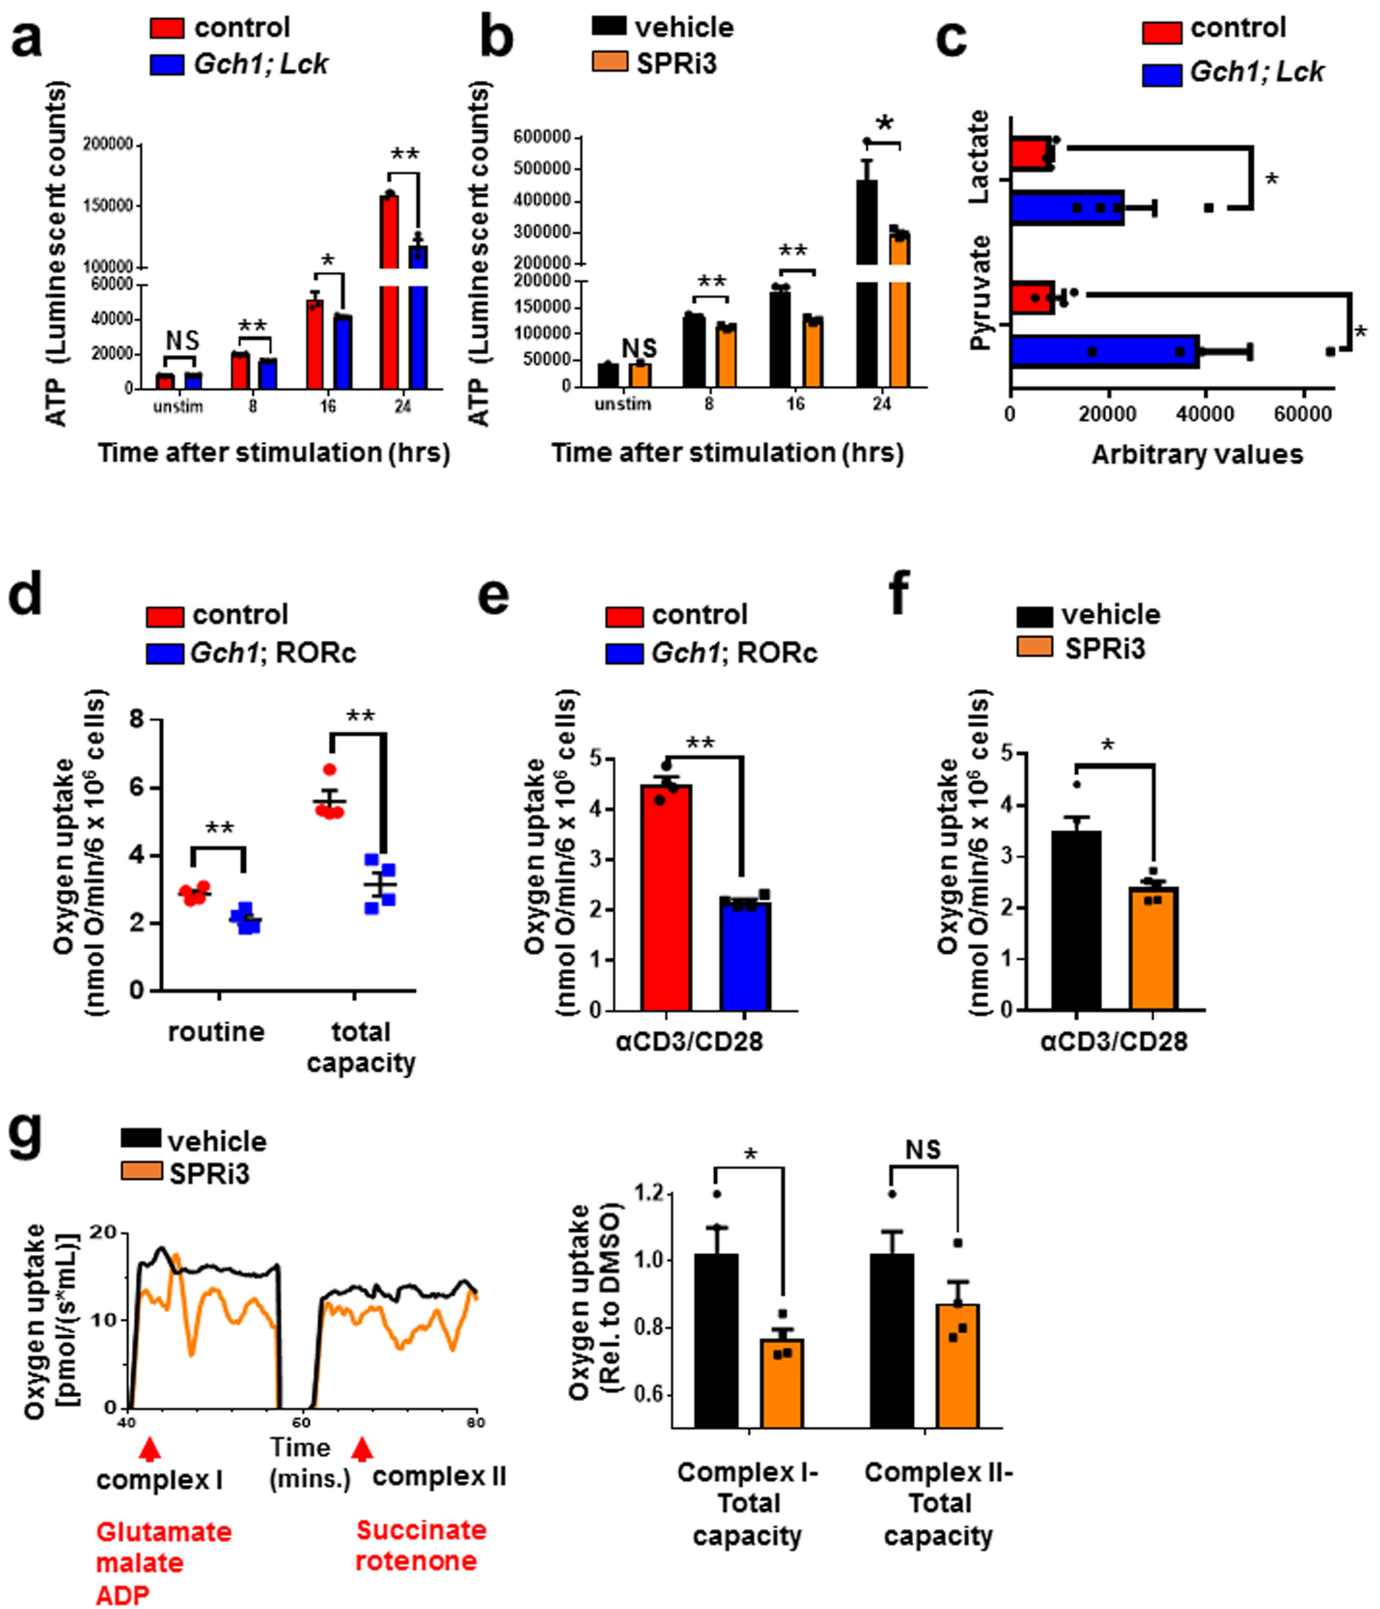 a
control
Gch1; Lck
ATP (Luminescent counts)
200000
150000
100000
60000
40000
20000
0
NS
**
*
**
unstim
8
16
24
Time after stimulation (hrs)
b
vehicle
SPRi3
ATP (Luminescent counts)
600000
500000
400000
300000
200000
200000
150000
100000
50000
0
NS
**
**
*
unstim
8
16
24
Time after stimulation (hrs)
c
control
Gch1; Lck
Lactate
Pyruvate
*
*
0
20000
40000
60000
Arbitrary values
d
control
Gch1; RORc
Oxygen uptake
(nmol O/min/6 x 10⁶ cells)
8
6
4
2
0
**
**
routine
total
capacity
e
control
Gch1; RORc
Oxygen uptake
(nmol O/min/6 x 10⁶ cells)
5
4
3
2
1
0
**
αCD3/CD28
f
vehicle
SPRi3
Oxygen uptake
(nmol O/min/6 x 10⁶ cells)
5
4
3
2
1
0
*
αCD3/CD28
g
vehicle
SPRi3
Oxygen uptake
[pmol/(s*mL)]
20
10
0
40
60
80
Time
(mins.)
complex I
complex II
Glutamate
malate
ADP
Succinate
rotenone
Oxygen uptake
(Rel. to DMSO)
1.2
1.0
0.8
0.6
*
NS
Complex I-
Total
capacity
Complex II-
Total
capacity